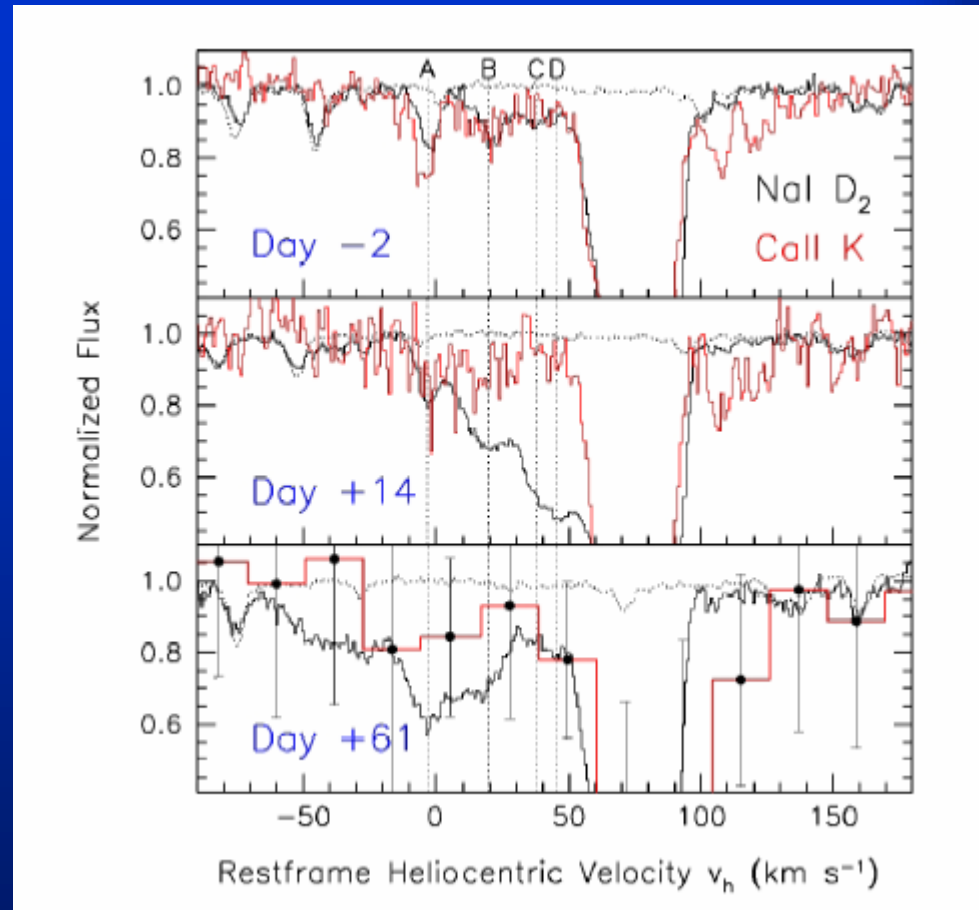 A B C D
1.0
0.8
0.6
NaI D2
CaII K
Day −2
1.0
0.8
0.6
Day +14
1.0
0.8
0.6
Day +61
Normalized Flux
−50 0 50 100 150
Restframe Heliocentric Velocity vh (km s−1)